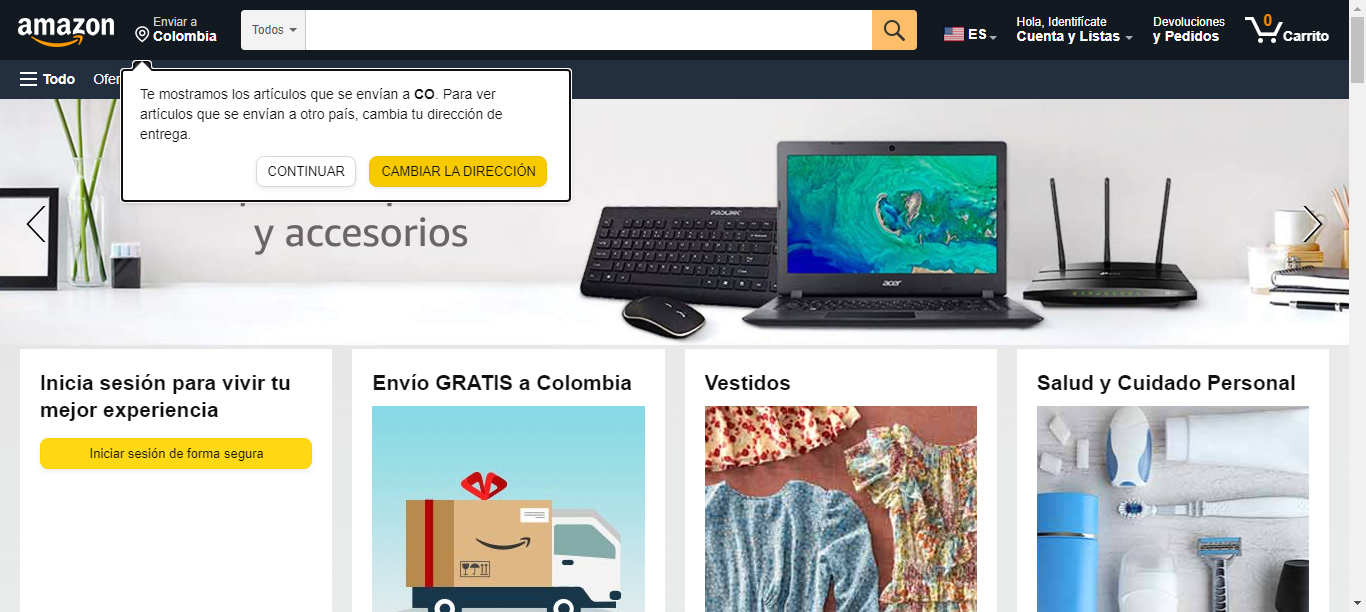 amazon
Enviar a
Colombia
Todos
ES
Hola, Identifícate
Cuenta y Listas
Devoluciones
y Pedidos
0
Carrito
Todo
Ofer
Te mostramos los artículos que se envían a CO. Para ver
artículos que se envían a otro país, cambia tu dirección de
entrega.
CONTINUAR
CAMBIAR LA DIRECCIÓN
y accesorios
PROLINK
acer
Inicia sesión para vivir tu
mejor experiencia
Iniciar sesión de forma segura
Envío GRATIS a Colombia
Vestidos
Salud y Cuidado Personal